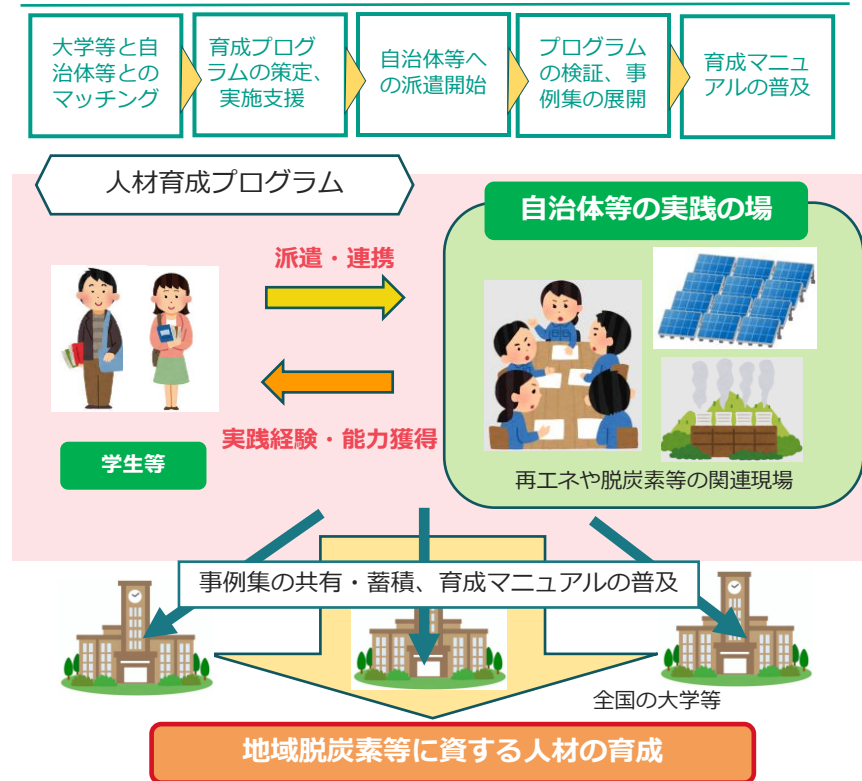 大学等と自
治体等との
マッチング
育成プログ
ラムの策定、
実施支援
自治体等へ
の派遣開始
プログラム
の検証、事
例集の展開
育成マニュ
アルの普及
人材育成プログラム
自治体等の実践の場
派遣・連携
実践経験・能力獲得
学生等
再エネや脱炭素等の関連現場
事例集の共有・蓄積、育成マニュアルの普及
全国の大学等
地域脱炭素等に資する人材の育成